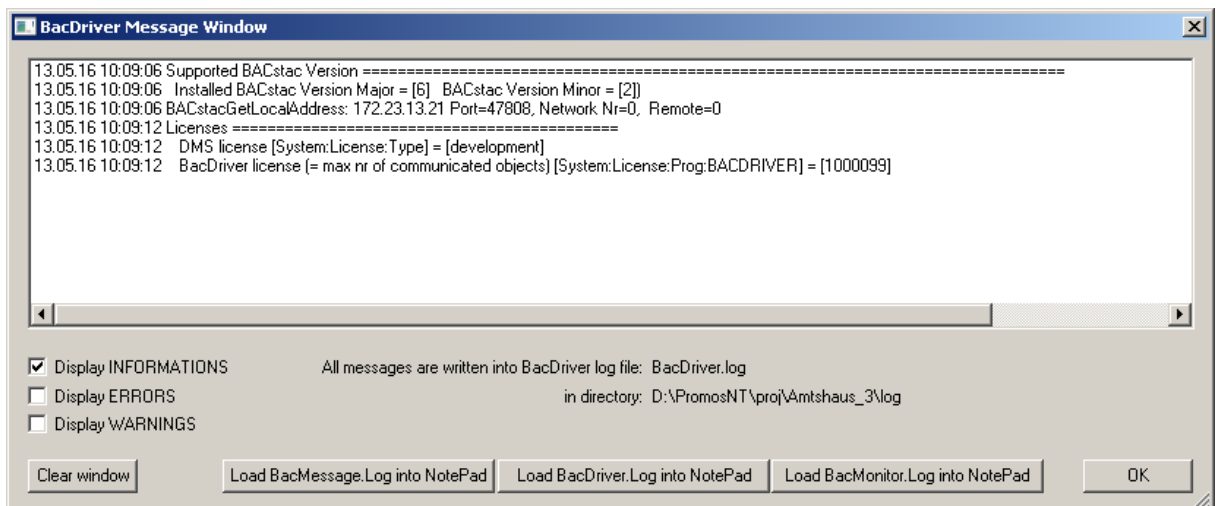 BacDriver Message Window
13.05.16 10:09:06 Supported BACstac Version ================================================================================
13.05.16 10:09:06   Installed BACstac Version Major = [6]   BACstac Version Minor = [2])
13.05.16 10:09:06 BACstacGetLocalAddress: 172.23.13.21 Port=47808, Network Nr=0,  Remote=0
13.05.16 10:09:12 Licenses ============================================
13.05.16 10:09:12    DMS license [System:License:Type] = [development]
13.05.16 10:09:12    BacDriver license (= max nr of communicated objects) [System:License:Prog:BACDRIVER] = [1000099]
Display INFORMATIONS All messages are written into BacDriver log file: BacDriver.log
Display ERRORS in directory: D:\PromosNT\proj\Amtshaus_3\log
Display WARNINGS
Clear window Load BacMessage.Log into NotePad Load BacDriver.Log into NotePad Load BacMonitor.Log into NotePad OK